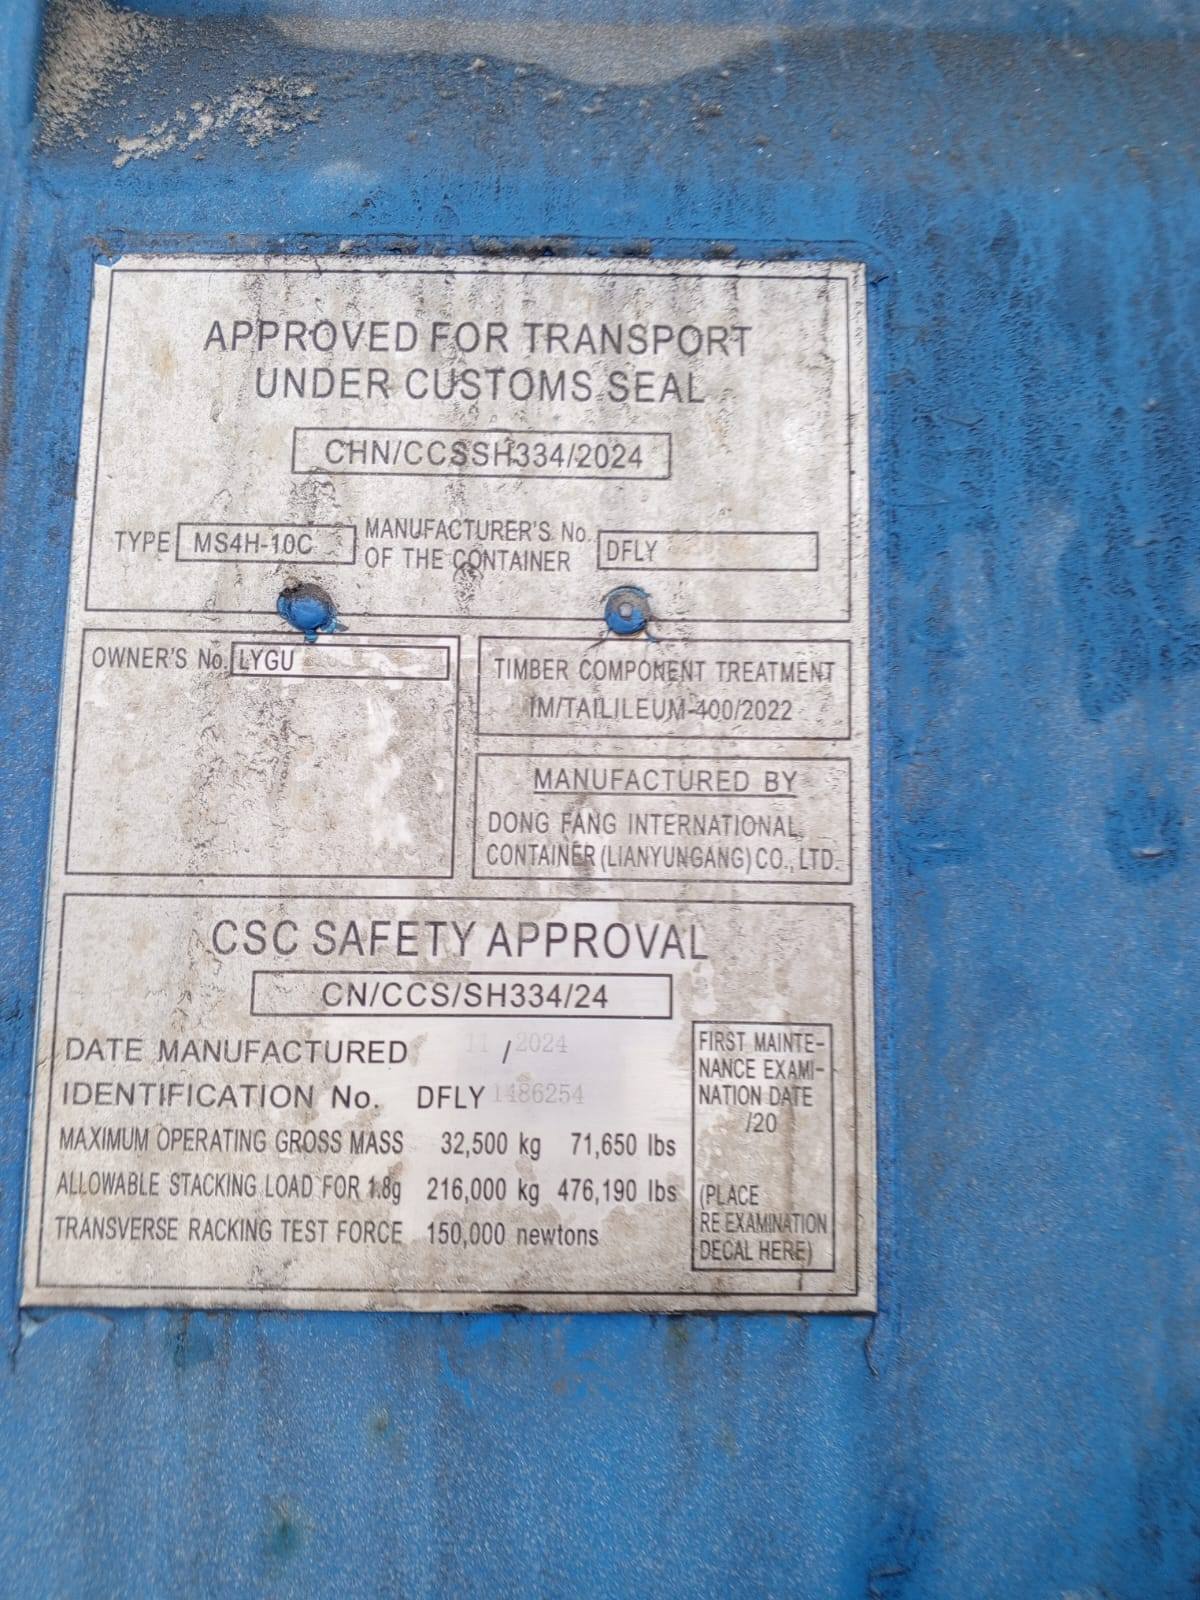 APPROVED FOR TRANSPORT
UNDER CUSTOMS SEAL
CHN/CCSSH334/2024
TYPE MS4H-10C
MANUFACTURER'S No.
OF THE CONTAINER
DFLY
OWNER'S No. LYGU
TIMBER COMPONENT TREATMENT
IM/TAILILEUM-400/2022
MANUFACTURED BY
DONG FANG INTERNATIONAL
CONTAINER (LIANYUNGANG) CO., LTD.
CSC SAFETY APPROVAL
CN/CCS/SH334/24
DATE MANUFACTURED 11 / 2024
IDENTIFICATION No. DFLY 1486254
MAXIMUM OPERATING GROSS MASS 32,500 kg 71,650 lbs
ALLOWABLE STACKING LOAD FOR 1.8g 216,000 kg 476,190 lbs
TRANSVERSE RACKING TEST FORCE 150,000 newtons
FIRST MAINTE-
NANCE EXAMI-
NATION DATE
/20
(PLACE
RE EXAMINATION
DECAL HERE)